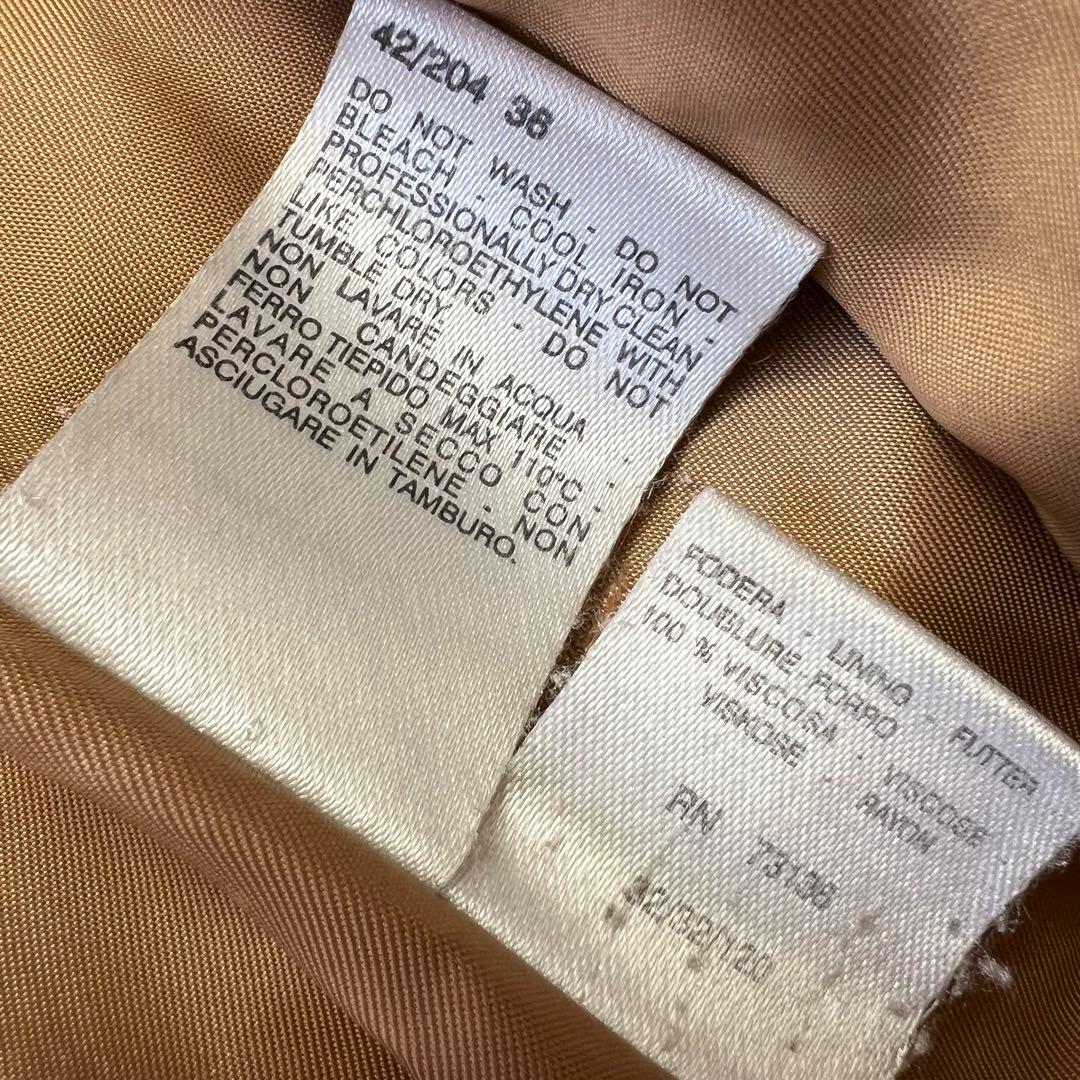 42/204 36
DO NOT WASH - DO NOT
BLEACH - COOL IRON -
PROFESSIONALLY DRY CLEAN
PERCHLOROETHYLENE WITH
LIKE COLORS - DO NOT
TUMBLE DRY
NON LAVARE IN ACQUA
NON CANDEGGIARE -
FERRO TIEPIDO MAX 110°C -
LAVARE A SECCO CON
PERCLOROETILENE - NON
ASCIUGARE IN TAMBURO.
FODERA - LINING - FUTTER
DOUBLURE - FORRO
100 % VISCOSA - VISCOSE
VISKOSE - RAYON
RN 73136